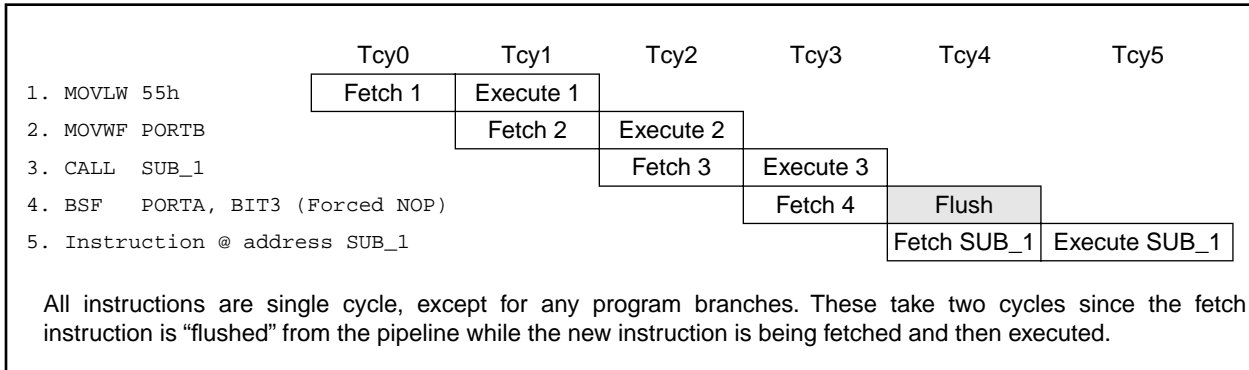 Tcy0 Tcy1 Tcy2 Tcy3 Tcy4 Tcy5
1. MOVLW 55h Fetch 1 Execute 1
2. MOVWF PORTB Fetch 2 Execute 2
3. CALL SUB_1 Fetch 3 Execute 3
4. BSF PORTA, BIT3 (Forced NOP) Fetch 4 Flush
5. Instruction @ address SUB_1 Fetch SUB_1 Execute SUB_1
All instructions are single cycle, except for any program branches. These take two cycles since the fetch
instruction is “flushed” from the pipeline while the new instruction is being fetched and then executed.